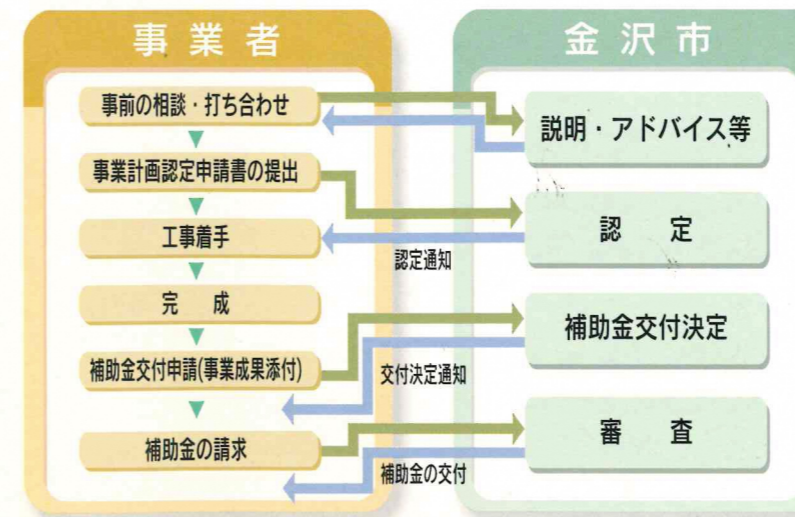 事業者
事前の相談・打ち合わせ
事業計画認定申請書の提出
工事着手
完　成
補助金交付申請(事業成果添付)
補助金の請求
認定通知
交付決定通知
補助金の交付
金沢市
説明・アドバイス等
認　定
補助金交付決定
審　査